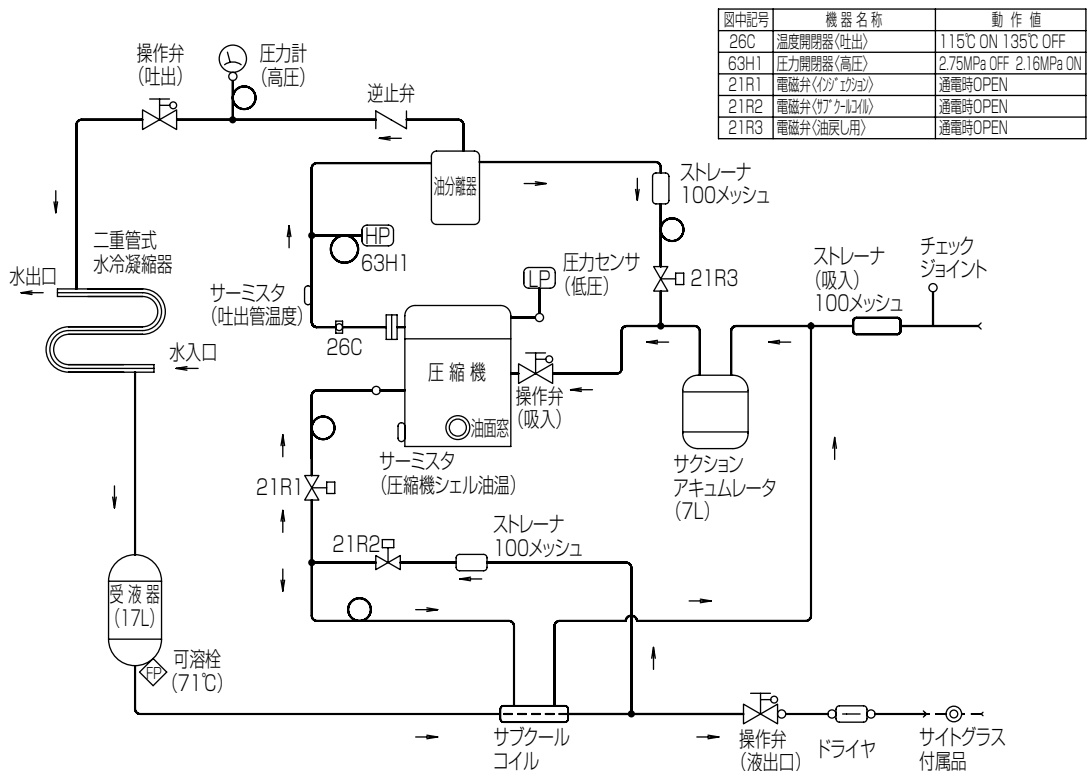 図中記号 機器名称 動作値
26C 温度開閉器〈吐出〉 115℃ ON 135℃ OFF
63H1 圧力開閉器〈高圧〉 2.75MPa OFF 2.16MPa ON
21R1 電磁弁〈インジェクション〉 通電時OPEN
21R2 電磁弁〈サブクールコイル〉 通電時OPEN
21R3 電磁弁〈油戻し用〉 通電時OPEN
操作弁
(吐出)
圧力計
(高圧)
逆止弁
油分離器
ストレーナ
100メッシュ
二重管式
水冷凝縮器
水出口
水入口
HP
63H1
サーミスタ
(吐出管温度)
26C
LP
圧力センサ
(低圧)
21R3
ストレーナ
(吸入)
100メッシュ
チェック
ジョイント
圧縮機
油面窓
操作弁
(吸入)
サーミスタ
(圧縮機シェル油温)
サクション
アキュムレータ
(7L)
21R1
21R2
ストレーナ
100メッシュ
受液器
(17L)
FP
可溶栓
(71℃)
サブクール
コイル
操作弁
(液出口)
ドライヤ
サイトグラス
付属品